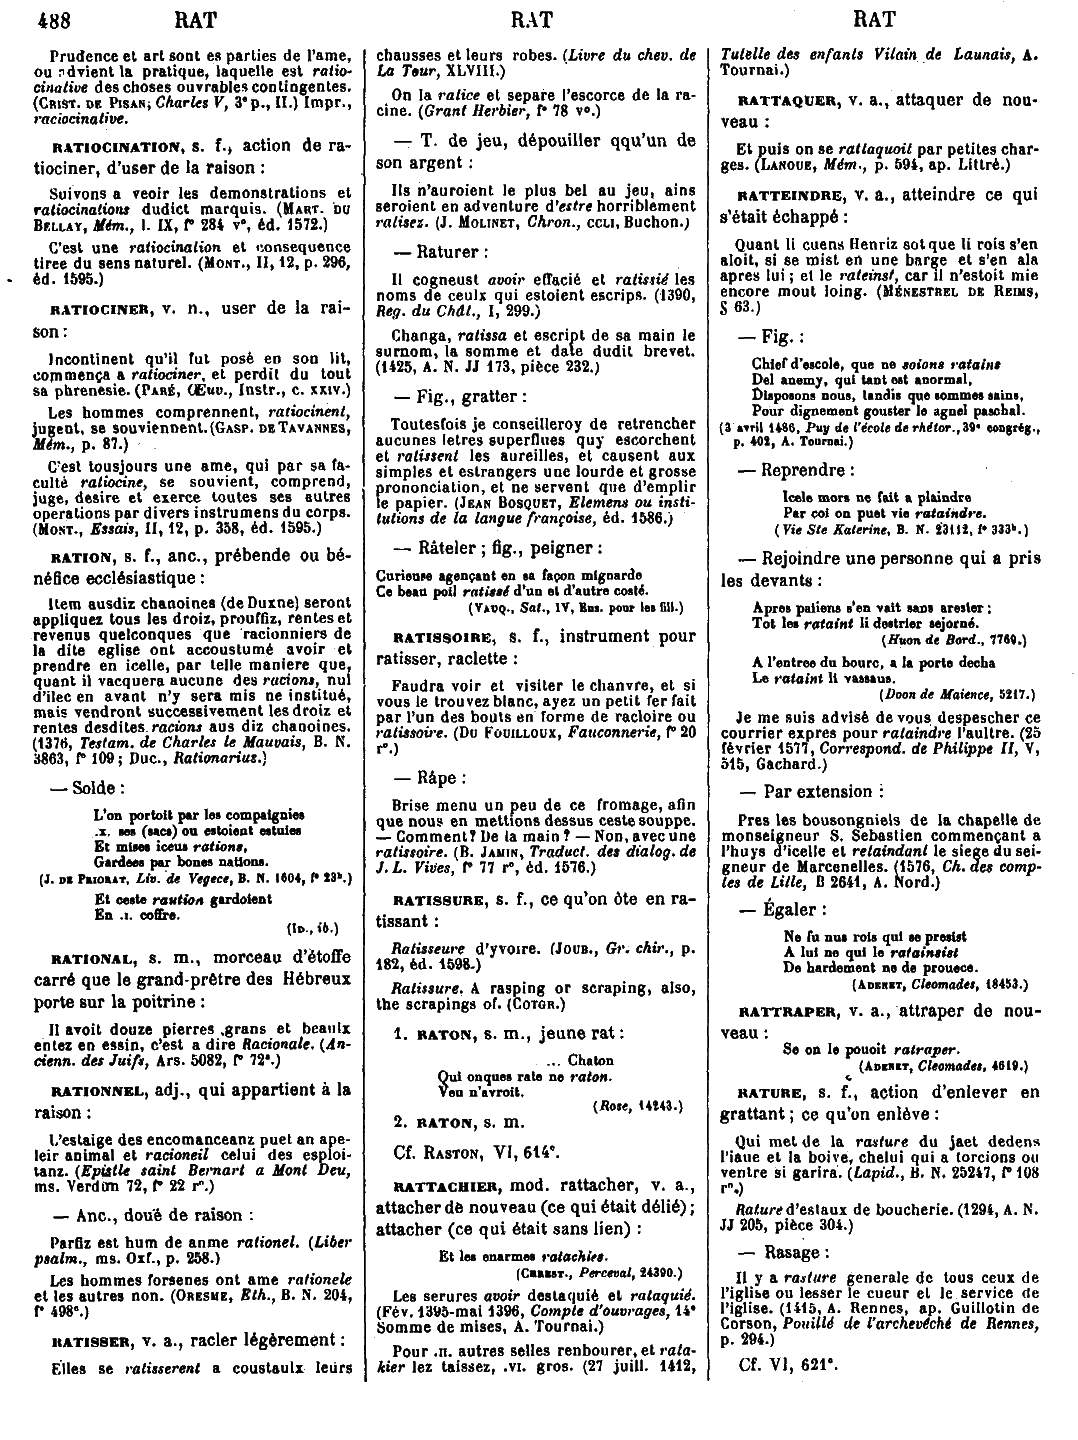 488 RAT RAT RAT
Prudence et art sont es parties de l'ame,
ou advient la pratique, laquelle est ratio-
cinative des choses ouvrables contingentes.
(CRIST. DE PISAN, Charles V, 3e p., II.) Impr.,
raciocinative.
RATIOCINATION, s. f., action de ra-
tiociner, d'user de la raison :
Suivons a veoir les demonstrations et
ratiocinations dudict marquis. (MART. DU
BELLAY, Mém., l. IX, f° 284 v°, éd. 1572.)
C'est une ratiocination et consequence
tiree du sens naturel. (MONT., II, 12, p. 296,
éd. 1595.)
RATIOCINER, v. n., user de la rai-
son :
Incontinent qu'il fut posé en son lit,
commença a ratiociner, et perdit du tout
sa phrenesie. (PARÉ, Œuv., Instr., c. XXIV.)
Les hommes comprennent, ratiocinent,
jugent, se souviennent. (GASP. DE TAVANNES,
Mém., p. 87.)
C'est tousjours une ame, qui par sa fa-
culté ratiocine, se souvient, comprend,
juge, desire et exerce toutes ses autres
operations par divers instrumens du corps.
(MONT., Essais, II, 12, p. 358, éd. 1595.)
RATION, s. f., anc., prébende ou bé-
néfice ecclésiastique :
Item ausdiz chanoines (de Duxne) seront
appliquez tous les droiz, prouffiz, rentes et
revenus quelconques que racionniers de
la dite eglise ont accoustumé avoir et
prendre en icelle, par telle maniere que,
quant il vacquera aucune des racions, nul
d'ilec en avant n'y sera mis ne institué,
mais vendront successivement les droiz et
rentes desdites racions aus diz chanoines.
(1376, Testam. de Charles le Mauvais, B. N.
3863, f° 109 ; Duc., Rationarius.)
— Solde :
L'on portoit par les compaignies
.x. ses (sacs) ou estoient estuies
Et mises iceus rations,
Gardees par bones nations.
(J. DE PRIORAT, Liv. de Vegece, B. N. 1604, f° 23b.)
Et ceste raution gardoient
En .I. coffre.
(ID., ib.)
RATIONAL, s. m., morceau d'étoffe
carré que le grand-prêtre des Hébreux
porte sur la poitrine :
Il avoit douze pierres grans et beaulx
entez en essin, c'est a dire Racionale. (An-
cienn. des Juifs, Ars. 5082, f° 72a.)
RATIONNEL, adj., qui appartient à la
raison :
L'estaige des encomanceanz puet an ape-
leir animal et racioneil celui des esploi-
tanz. (Epistle saint Bernart a Mont Deu,
ms. Verdun 72, f° 22 r°.)
— Anc., doué de raison :
Parfiz est hum de anme rationel. (Liber
psalm., ms. Oxf., p. 258.)
Les hommes forsenes ont ame rationele
et les autres non. (ORESME, Eth., B. N. 204,
f° 498c.)
RATISSER, v. a., racler légèrement :
Elles se ratisserent a coustaulx leurs
chausses et leurs robes. (Livre du chev. de
La Tour, XLVIII.)
On la ratice et separe l'escorce de la ra-
cine. (Grant Herbier, f° 78 v°.)
— T. de jeu, dépouiller qqu'un de
son argent :
Ils n'auroient le plus bel au jeu, ains
seroient en adventure d'estre horriblement
ratisez. (J. MOLINET, Chron., CCLI, Buchon.)
— Raturer :
Il cogneust avoir effacié et ratissié les
noms de ceulx qui estoient escrips. (1390,
Reg. du Chât., I, 299.)
Changa, ratissa et escript de sa main le
surnom, la somme et date dudit brevet.
(1425, A. N. JJ 173, pièce 232.)
— Fig., gratter :
Toutesfois je conseilleroy de retrencher
aucunes letres superflues quy escorchent
et ratissent les aureilles, et causent aux
simples et estrangers une lourde et grosse
prononciation, et ne servent que d'emplir
le papier. (JEAN BOSQUET, Elemens ou insti-
tutions de la langue françoise, éd. 1586.)
— Râteler ; fig., peigner :
Curieuse agençant en sa façon mignarde
Ce beau poil ratissé d'un et d'autre costé.
(VAUQ., Sat., IV, Ens. pour les fill.)
RATISSOIRE, s. f., instrument pour
ratisser, raclette :
Faudra voir et visiter le chanvre, et si
vous le trouvez blanc, ayez un petit fer fait
par l'un des bouts en forme de racloire ou
ratissoire. (DU FOUILLOUX, Fauconnerie, f° 20
r°.)
— Râpe :
Brise menu un peu de ce fromage, afin
que nous en mettions dessus ceste souppe.
— Comment? De la main ? — Non, avec une
ratissoire. (B. JAMIN, Traduct. des dialog. de
J. L. Vives, f° 77 r°, éd. 1576.)
RATISSURE, s. f., ce qu'on ôte en ra-
tissant :
Ratisseure d'yvoire. (JOUB., Gr. chir., p.
182, éd. 1598.)
Ratissure. A rasping or scraping, also,
the scrapings of. (COTGR.)
1. RATON, s. m., jeune rat :
... Chaton
Qui onques rate ne raton.
Veu n'avroit.
(Rose, 14243.)
2. RATON, s. m.
Cf. RASTON, VI, 614c.
RATTACHIER, mod. rattacher, v. a.,
attacher de nouveau (ce qui était délié) ;
attacher (ce qui était sans lien) :
Et les enarmes ratachies.
(CHREST., Perceval, 24390.)
Les serures avoir destaquié et rataquié.
(Fév. 1395-mai 1396, Compte d'ouvrages, 14e
Somme de mises, A. Tournai.)
Pour .II. autres selles renbourer, et rata-
kier lez taissez, .VI. gros. (27 juill. 1412,
Tutelle des enfants Vilain de Launais, A.
Tournai.)
RATTAQUER, v. a., attaquer de nou-
veau :
Et puis on se rattaquoit par petites char-
ges. (LANOUE, Mém., p. 594, ap. Littré.)
RATTEINDRE, v. a., atteindre ce qui
s'était échappé :
Quant li cuens Henriz sot que li rois s'en
aloit, si se mist en une barge et s'en ala
apres lui ; et le rateinst, car il n'estoit mie
encore mout loing. (MÉNESTREL DE REIMS,
§ 63.)
— Fig. :
Chief d'escole, que ne soions ratains
Del anemy, qui tant est anormal,
Disposons nous, tandis que sommes sains,
Pour dignement gouster le agnel paschal.
(3 avril 1486, Puy de l'école de rhétor., 39e congrég.,
p. 402, A. Tournai.)
— Reprendre :
Icele mors ne fait a plaindre
Par coi on puet vie rataindre.
(Vie Ste Katerine, B. N. 23112, f° 333b.)
— Rejoindre une personne qui a pris
les devants :
Apres paliens s'en vait sans arester ;
Tot les rataint li destrier sejorné.
(Huon de Bord., 7769.)
A l'entree du bourc, a la porte decha
Le rataint li vassaus.
(Doon de Maience, 5217.)
Je me suis advisé de vous despescher ce
courrier expres pour rataindre l'aultre. (25
février 1577, Correspond. de Philippe II, V,
515, Gachard.)
— Par extension :
Pres les bousongniels de la chapelle de
monseigneur S. Sebastien commençant a
l'huys d'icelle et retaindant le siege du sei-
gneur de Marcenelles. (1576, Ch. des comp-
tes de Lille, B 2641, A. Nord.)
— Égaler :
Ne fu nus rois qui se presist
A lui ne qui le ratainsist
De hardement ne de prouece.
(ADENET, Cleomades, 18453.)
RATTRAPER, v. a., attraper de nou-
veau :
Se on le pouoit ratraper.
(ADENET, Cleomades, 4619.)
RATURE, s. f., action d'enlever en
grattant ; ce qu'on enlève :
Qui met de la rasture du jaet dedens
l'iaue et la boive, chelui qui a torcions ou
ventre si garira. (Lapid., B. N. 25247, f° 108
r°.)
Rature d'estaux de boucherie. (1294, A. N.
JJ 205, pièce 304.)
— Rasage :
Il y a rasture generale de tous ceux de
l'iglise ou lesser le cueur et le service de
l'iglise. (1415, A. Rennes, ap. Guillotin de
Corson, Pouillé de l'archevéché de Rennes,
p. 294.)
Cf. VI, 621c.